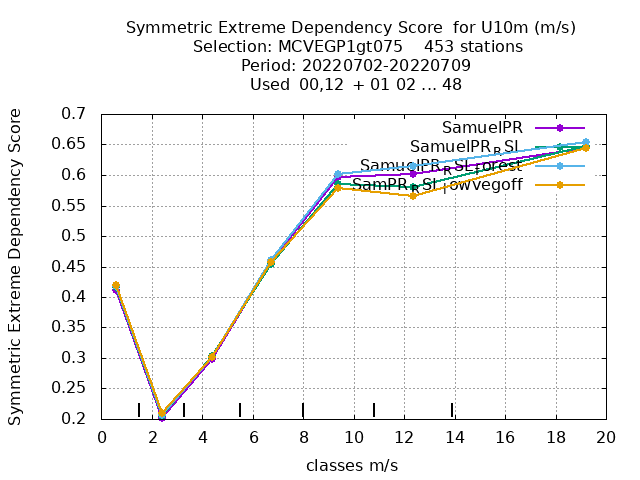 Symmetric Extreme Dependency Score  for U10m (m/s)
Selection: MCVEGP1gt075    453 stations
Period: 20220702-20220709
Used  00,12  + 01 02 ... 48
Symmetric Extreme Dependency Score
0.7
0.65
0.6
0.55
0.5
0.45
0.4
0.35
0.3
0.25
0.2
SamuelPR
SamuelPR_RSL
0 2 4 6 8 10 12 14 16 18 20
classes m/s